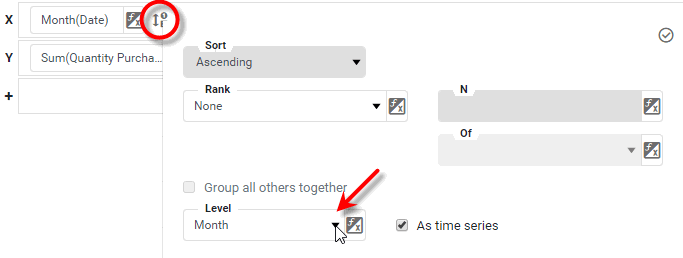 X Month(Date)
Sort
Ascending
Y Sum(Quantity Purcha...
Rank
None
N
+
Of
Group all others together
Level
Month
As time series